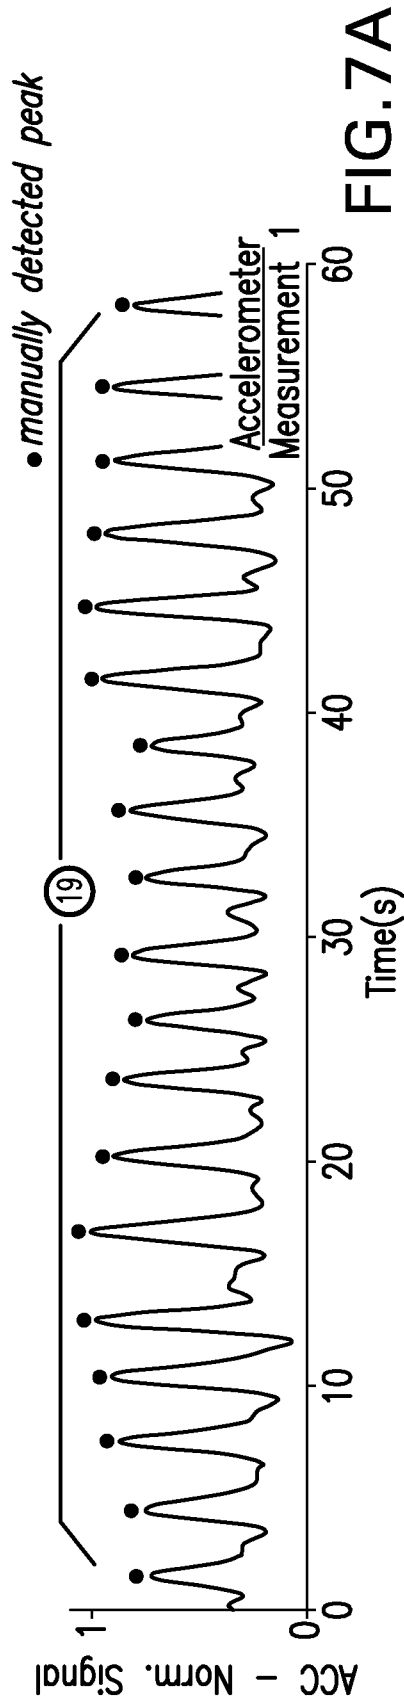 ● manually detected peak
19
ACC – Norm. Signal
1
0
0
10
20
30
40
50
60
Time(s)
Accelerometer
Measurement 1
FIG. 7A